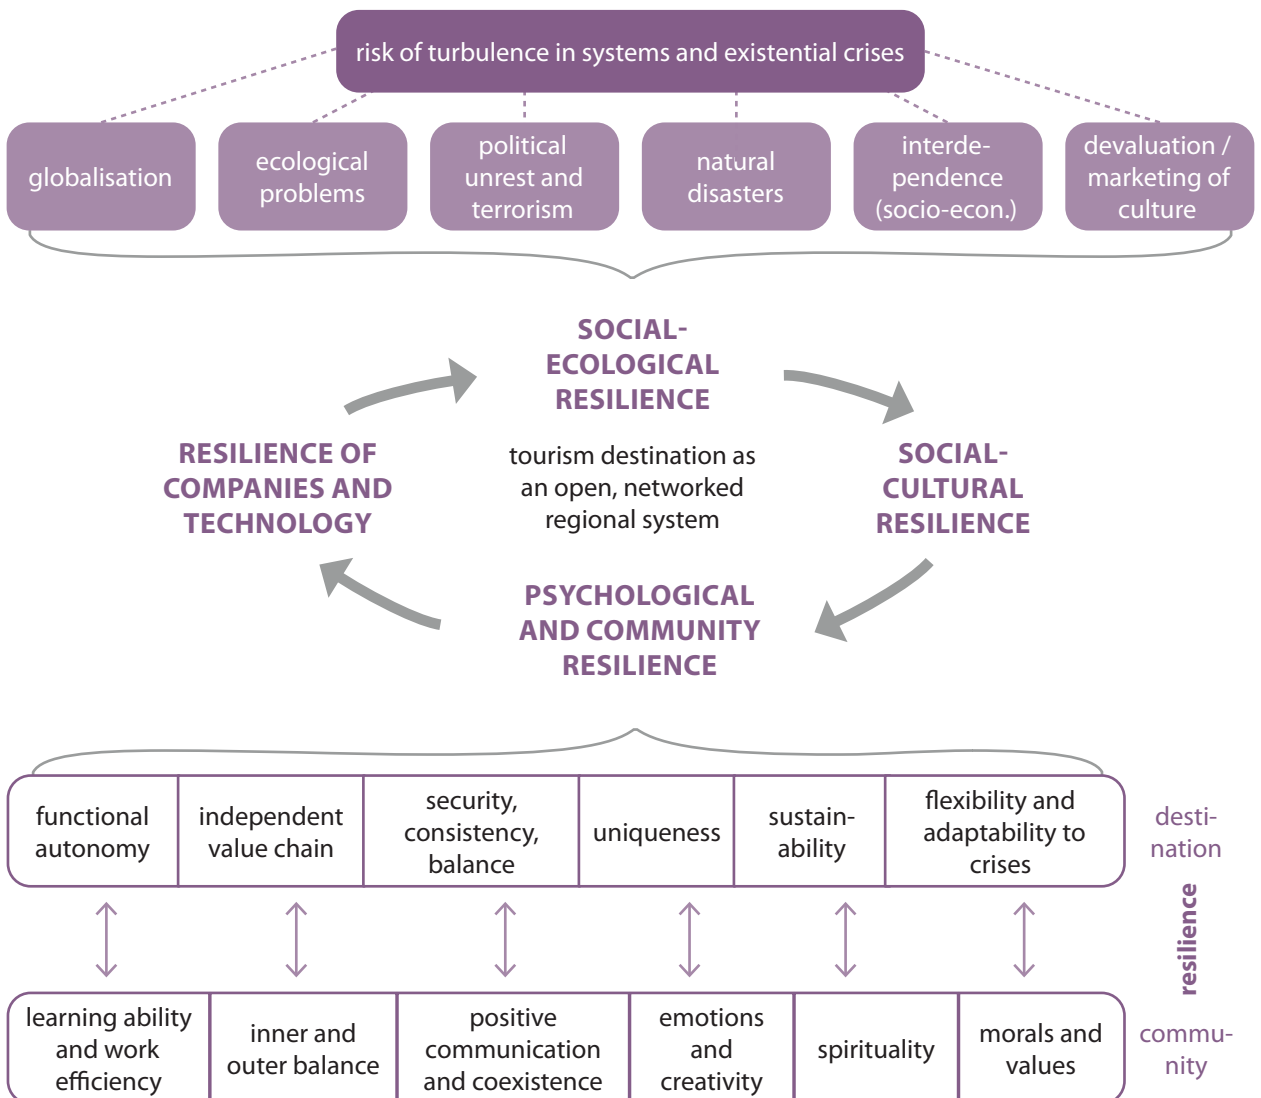 risk of turbulence in systems and existential crises
globalisation
ecological
problems
political
unrest and
terrorism
natural
disasters
interde-
pendence
(socio-econ.)
devaluation /
marketing of
culture
SOCIAL-
ECOLOGICAL
RESILIENCE
RESILIENCE OF
COMPANIES AND
TECHNOLOGY
tourism destination as
an open, networked
regional system
SOCIAL-
CULTURAL
RESILIENCE
PSYCHOLOGICAL
AND COMMUNITY
RESILIENCE
functional
autonomy
independent
value chain
security,
consistency,
balance
uniqueness
sustain-
ability
flexibility and
adaptability to
crises
desti-
nation
resilience
learning ability
and work
efficiency
inner and
outer balance
positive
communication
and coexistence
emotions
and
creativity
spirituality
morals and
values
commu-
nity